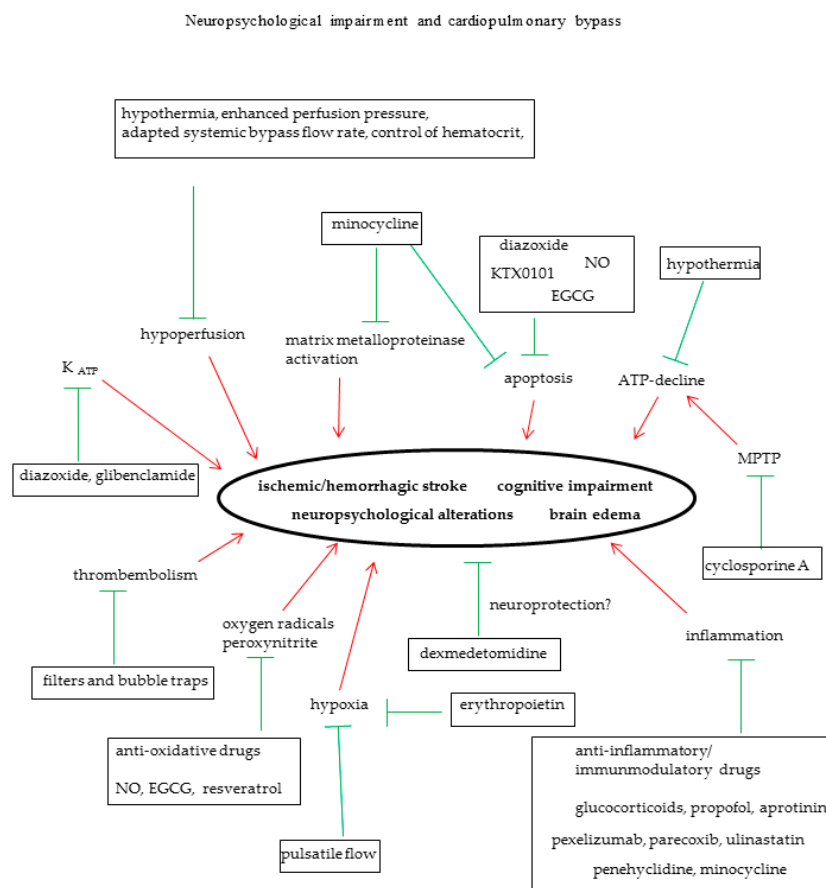 Neuropsychological impairment and cardiopulmonary bypass
hypothermia, enhanced perfusion pressure,
adapted systemic bypass flow rate, control of hematocrit,
minocycline
diazoxide
NO
KTX0101
EGCG
hypothermia
hypoperfusion
matrix metalloproteinase
activation
K ATP
apoptosis
ATP-decline
MPTP
diazoxide, glibenclamide
ischemic/hemorrhagic stroke cognitive impairment
neuropsychological alterations brain edema
cyclosporine A
thrombembolism
neuroprotection?
oxygen radicals
peroxynitrite
inflammation
dexmedetomidine
filters and bubble traps
hypoxia
erythropoietin
anti-oxidative drugs
NO, EGCG, resveratrol
anti-inflammatory/
immunmodulatory drugs
glucocorticoids, propofol, aprotinin
pexelizumab, parecoxib, ulinastatin
penehyclidine, minocycline
pulsatile flow